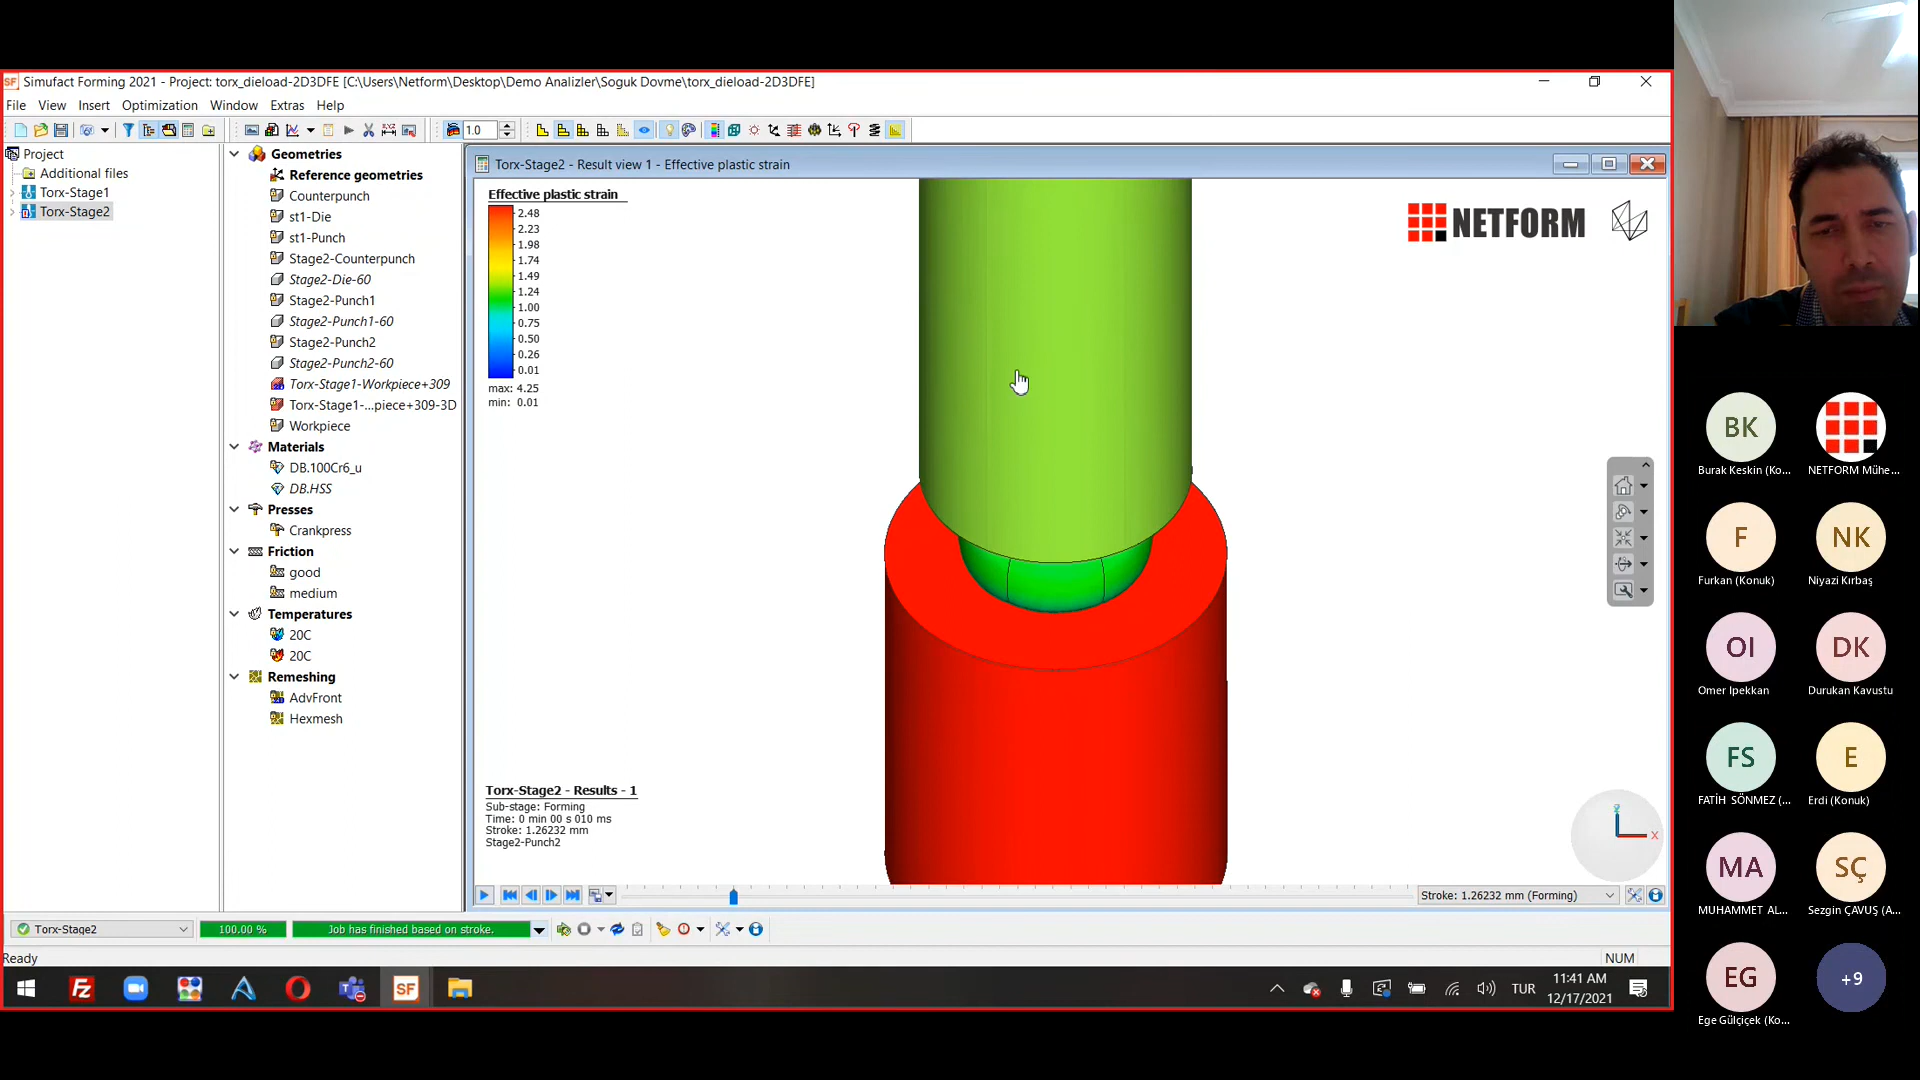 Simufact Forming 2021 - Project: torx_dieload-2D3DFE [C:\Users\Netform\Desktop\Demo Analizler\Soguk Dovme\torx_dieload-2D3DFE]
File View Insert Optimization Window Extras Help
1.0
Project
Additional files
Torx-Stage1
Torx-Stage2
Geometries
Reference geometries
Counterpunch
st1-Die
st1-Punch
Stage2-Counterpunch
Stage2-Die-60
Stage2-Punch1
Stage2-Punch1-60
Stage2-Punch2
Stage2-Punch2-60
Torx-Stage1-Workpiece+309
Torx-Stage1-...piece+309-3D
Workpiece
Materials
DB.100Cr6_u
DB.HSS
Presses
Crankpress
Friction
good
medium
Temperatures
20C
20C
Remeshing
AdvFront
Hexmesh
Torx-Stage2 - Result view 1 - Effective plastic strain
Effective plastic strain
2.48
2.23
1.98
1.74
1.49
1.24
1.00
0.75
0.50
0.26
0.01
max: 4.25
min: 0.01
NETFORM
Torx-Stage2 - Results - 1
Sub-stage: Forming
Time: 0 min 00 s 010 ms
Stroke: 1.26232 mm
Stage2-Punch2
Z
X
Stroke: 1.26232 mm (Forming)
Torx-Stage2
100.00 %
Job has finished based on stroke.
Ready
NUM
TUR
11:41 AM
12/17/2021
BK
Burak Keskin (Ko...
NETFORM Mühe...
F
Furkan (Konuk)
NK
Niyazi Kırbaş
OI
Omer Ipekkan
DK
Durukan Kavustu
FS
FATİH SÖNMEZ (...
E
Erdi (Konuk)
MA
MUHAMMET AL...
SÇ
Sezgin ÇAVUŞ (A...
EG
Ege Gülçiçek (Ko...
+9